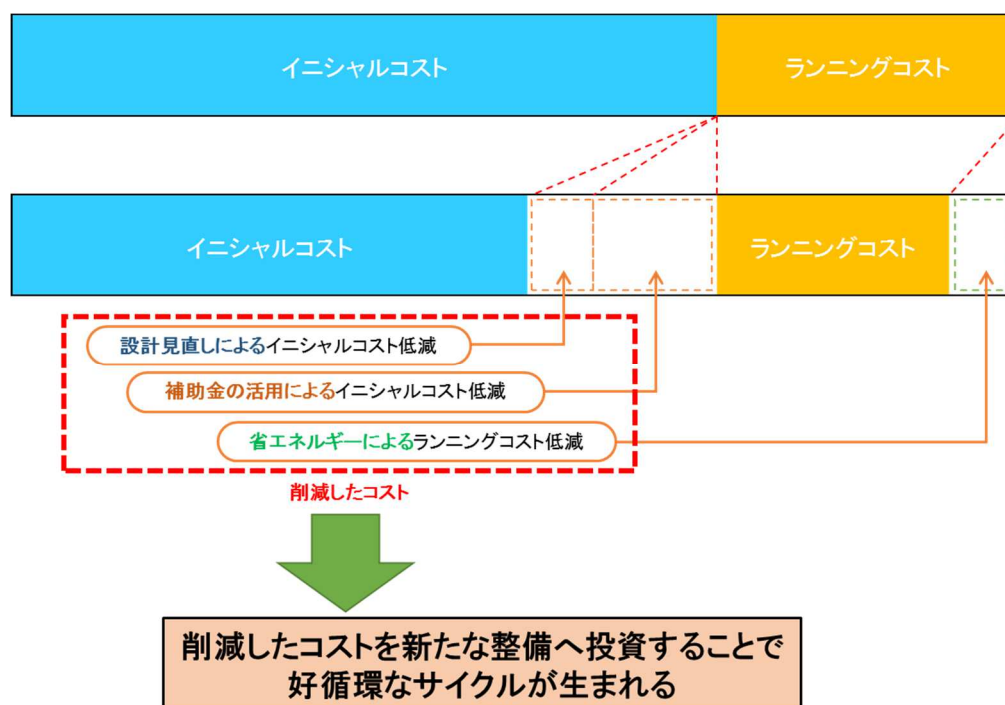 イニシャルコスト
ランニングコスト
イニシャルコスト
ランニングコスト
設計見直しによるイニシャルコスト低減
補助金の活用によるイニシャルコスト低減
省エネルギーによるランニングコスト低減
削減したコスト
削減したコストを新たな整備へ投資することで
好循環なサイクルが生まれる